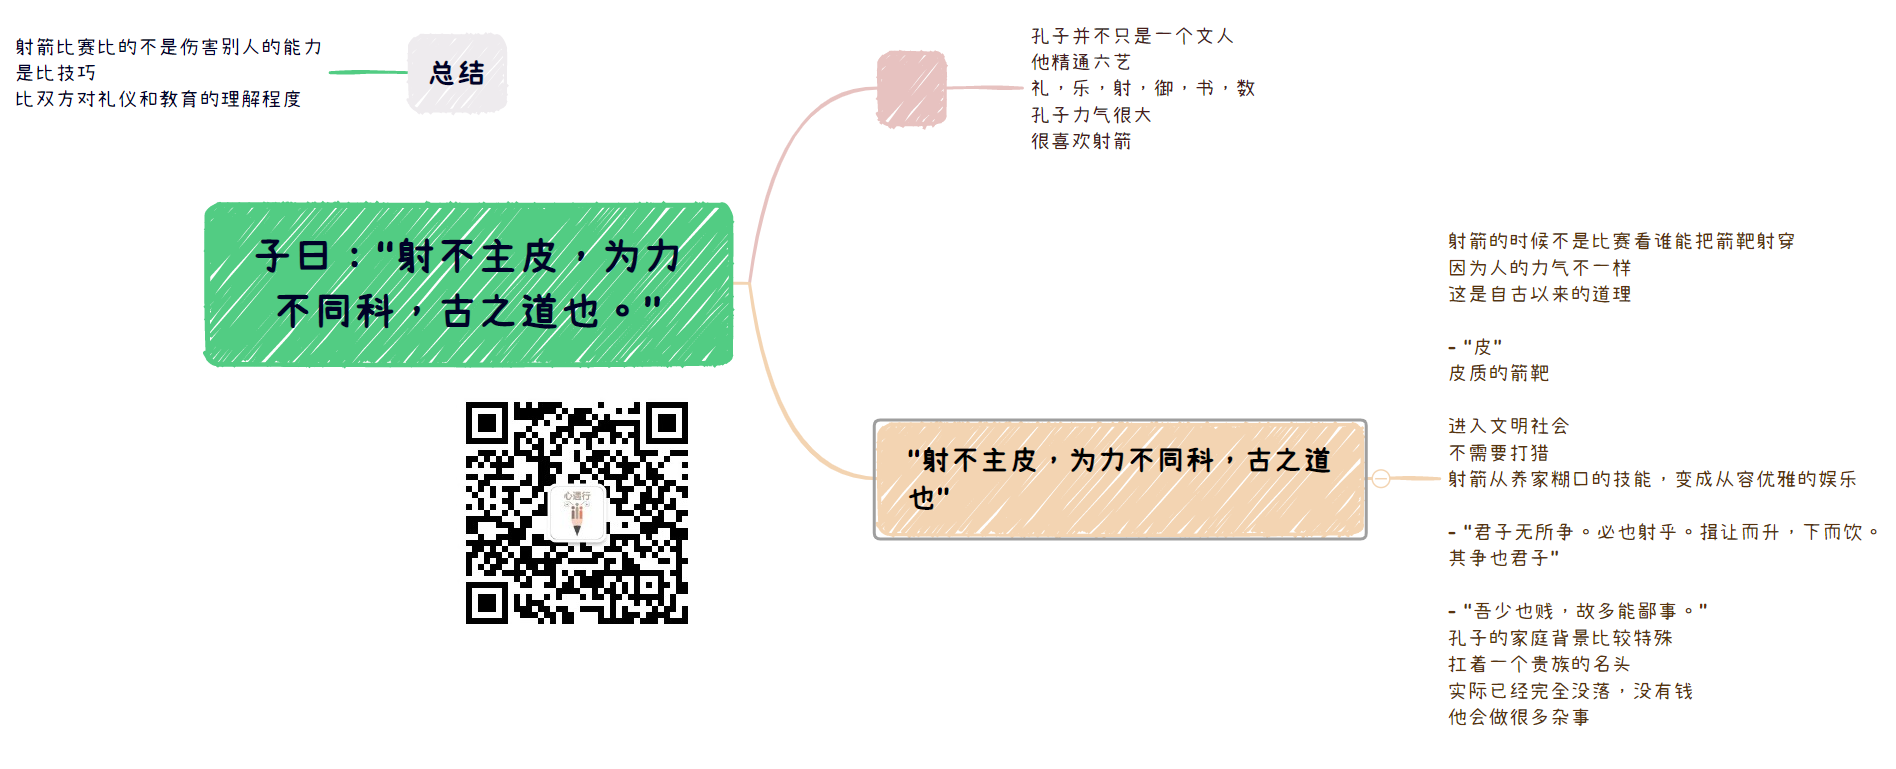 射箭比赛比的不是伤害别人的能力
是比技巧
比双方对礼仪和教育的理解程度
总结
孔子并不只是一个文人
他精通六艺
礼，乐，射，御，书，数
孔子力气很大
很喜欢射箭
子曰："射不主皮，为力
不同科，古之道也。"
心遇行
"射不主皮，为力不同科，古之道
也"
射箭的时候不是比赛看谁能把箭靶射穿
因为人的力气不一样
这是自古以来的道理
- "皮"
皮质的箭靶
进入文明社会
不需要打猎
射箭从养家糊口的技能，变成从容优雅的娱乐
- "君子无所争。必也射乎。揖让而升，下而饮。
其争也君子"
- "吾少也贱，故多能鄙事。"
孔子的家庭背景比较特殊
扛着一个贵族的名头
实际已经完全没落，没有钱
他会做很多杂事